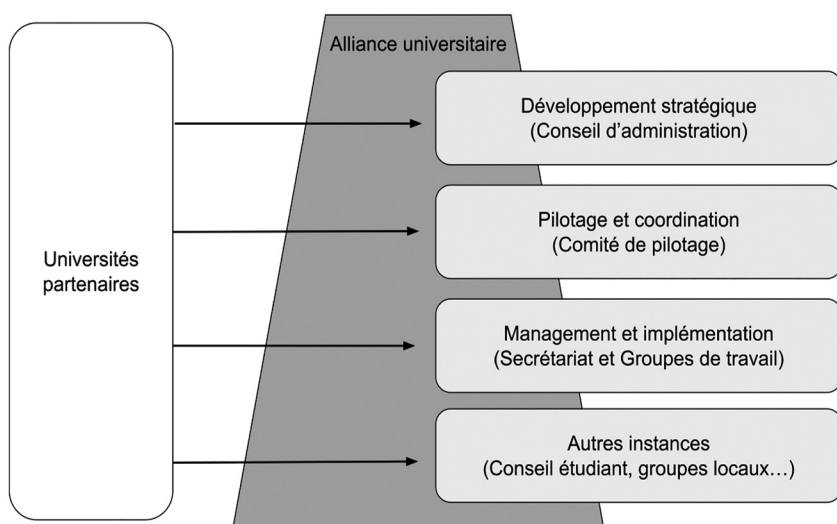 Alliance universitaire
Développement stratégique
(Conseil d’administration)
Pilotage et coordination
(Comité de pilotage)
Universités
partenaires
Management et implémentation
(Secrétariat et Groupes de travail)
Autres instances
(Conseil étudiant, groupes locaux…)